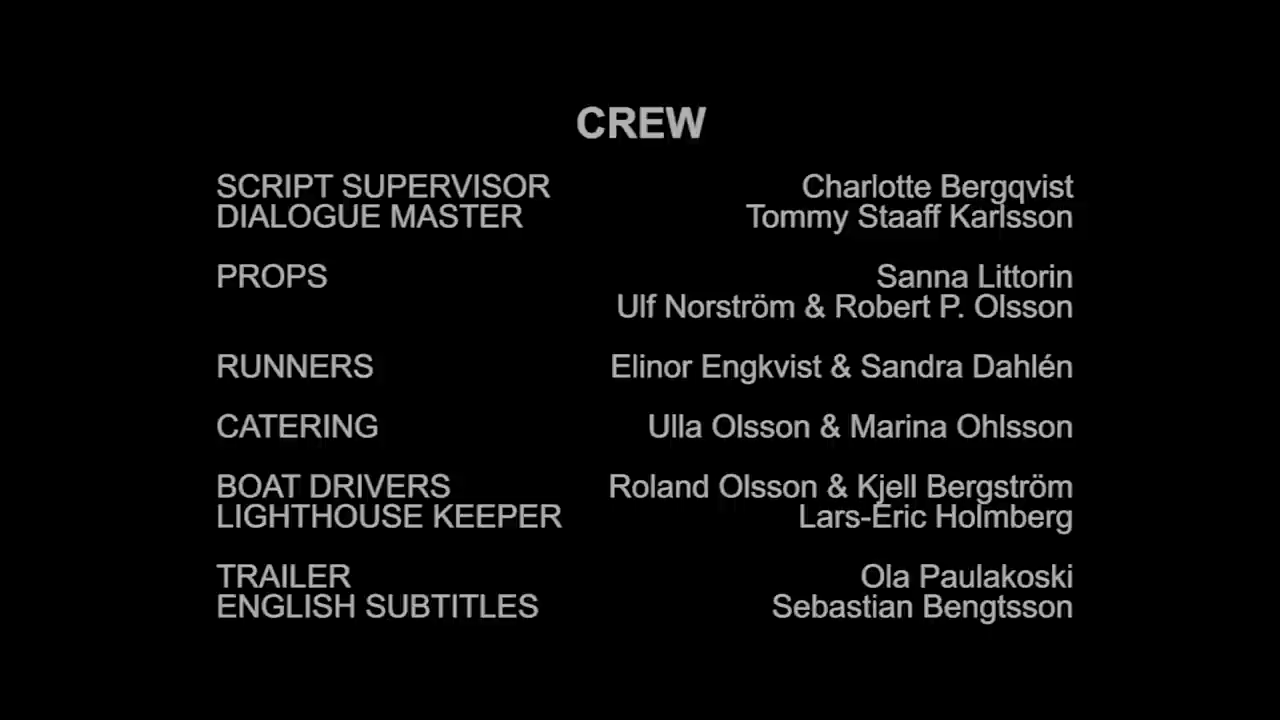 CREW
SCRIPT SUPERVISOR Charlotte Bergqvist
DIALOGUE MASTER Tommy Staaff Karlsson
PROPS Sanna Littorin
Ulf Norström & Robert P. Olsson
RUNNERS Elinor Engkvist & Sandra Dahlén
CATERING Ulla Olsson & Marina Ohlsson
BOAT DRIVERS Roland Olsson & Kjell Bergström
LIGHTHOUSE KEEPER Lars-Eric Holmberg
TRAILER Ola Paulakoski
ENGLISH SUBTITLES Sebastian Bengtsson